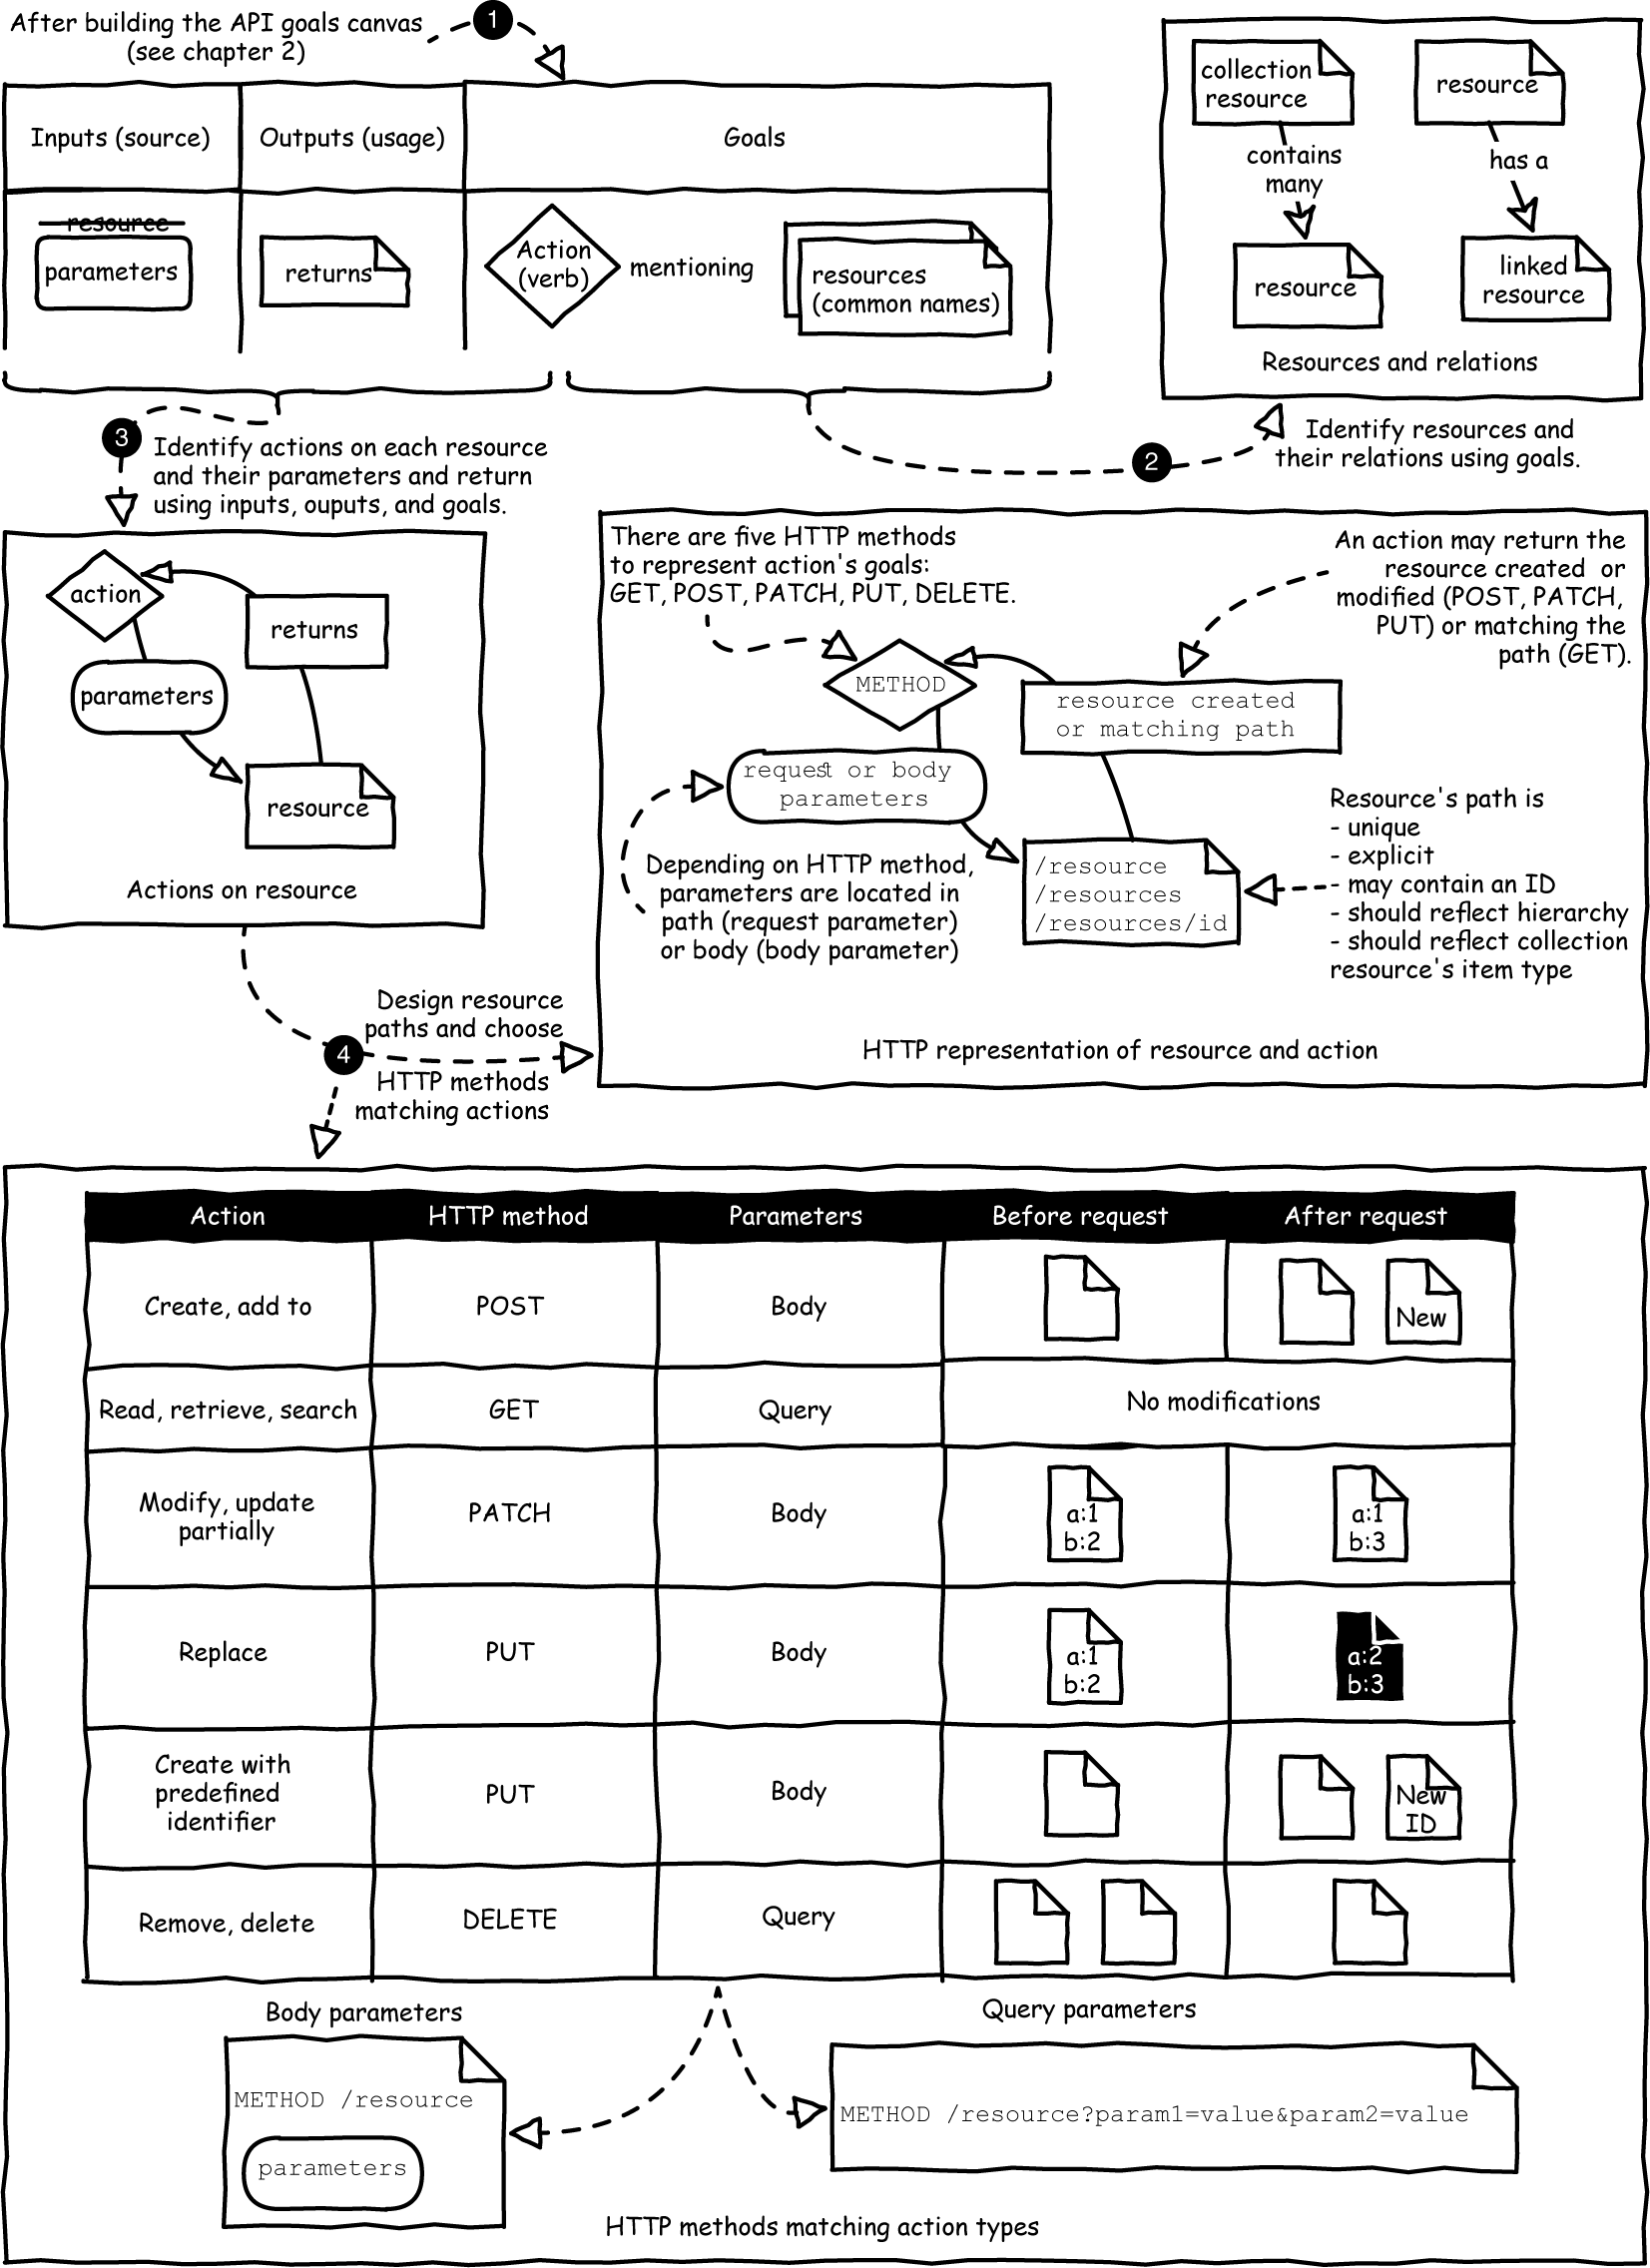 After building the API goals canvas
(see chapter 2)
1
Inputs (source)
Outputs (usage)
Goals
resource
parameters
returns
Action
(verb)
mentioning
resources
(common names)
collection
resource
resource
contains
many
has a
resource
linked
resource
Resources and relations
3
Identify actions on each resource
and their parameters and return
using inputs, ouputs, and goals.
2
Identify resources and
their relations using goals.
action
returns
parameters
resource
Actions on resource
There are five HTTP methods
to represent action's goals:
GET, POST, PATCH, PUT, DELETE.
An action may return the
resource created or
modified (POST, PATCH,
PUT) or matching the
path (GET).
METHOD
resource created
or matching path
request or body
parameters
Depending on HTTP method,
parameters are located in
path (request parameter)
or body (body parameter)
/resource
/resources
/resources/id
Resource's path is
- unique
- explicit
- may contain an ID
- should reflect hierarchy
- should reflect collection
resource's item type
HTTP representation of resource and action
Design resource
paths and choose
4
HTTP methods
matching actions
Action HTTP method Parameters Before request After request
Create, add to POST Body
New
Read, retrieve, search GET Query No modifications
Modify, update
partially
PATCH Body
a:1
b:2
a:1
b:3
Replace PUT Body
a:1
b:2
a:2
b:3
Create with
predefined
identifier
PUT Body
New
ID
Remove, delete DELETE Query
Body parameters
METHOD /resource
parameters
Query parameters
METHOD /resource?param1=value&param2=value
HTTP methods matching action types